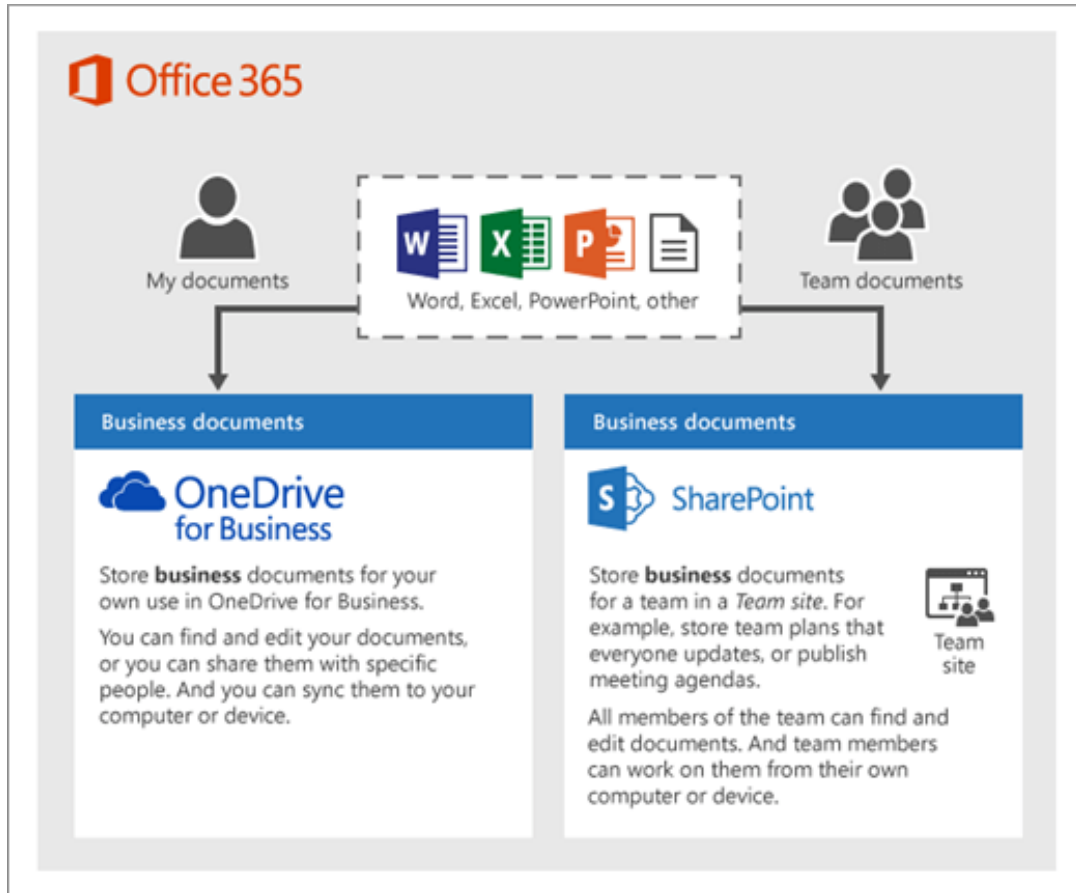 Office 365
My documents
W X P
Word, Excel, PowerPoint, other
Team documents
Business documents
OneDrive
for Business
Store business documents for your
own use in OneDrive for Business.
You can find and edit your documents,
or you can share them with specific
people. And you can sync them to your
computer or device.
Business documents
S SharePoint
Store business documents
for a team in a Team site. For
example, store team plans that
everyone updates, or publish
meeting agendas.
Team
site
All members of the team can find and
edit documents. And team members
can work on them from their own
computer or device.